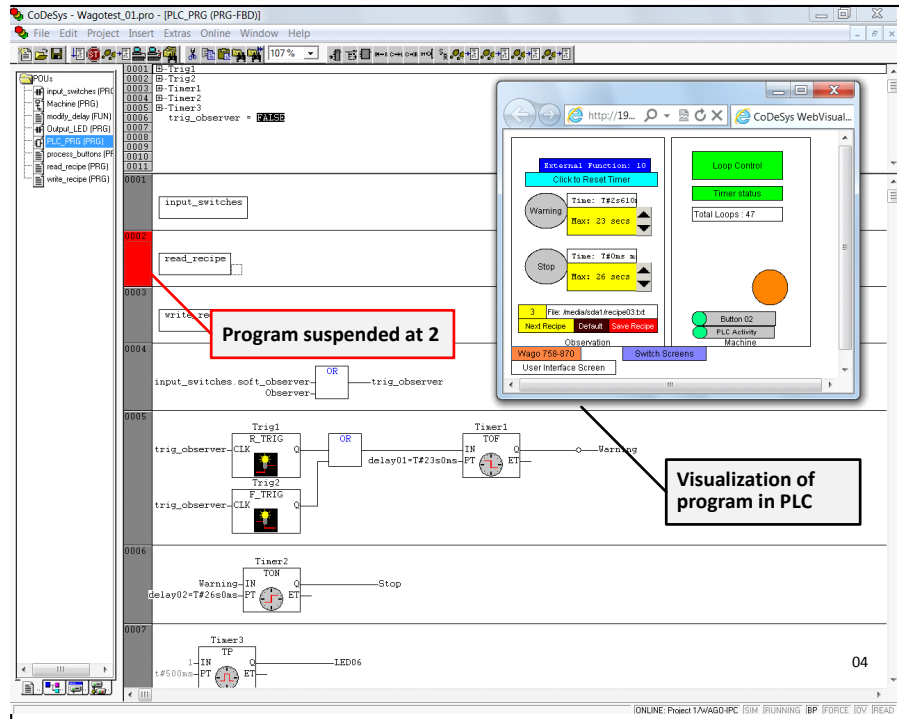 CoDeSys - Wagotest_01.pro - [PLC_PRG (PRG-FBD)]
File Edit Project Insert Extras Online Window Help
107 %
POUs
input_switches (PRG
Machine (PRG)
modify_delay (FUN)
Output_LED (PRG)
PLC_PRG (PRG)
process_buttons (PF
read_recipe (PRG)
write_recipe (PRG)
0001 Trig1
0002 Trig2
0003 Timer1
0004 Timer2
0005 Timer3
0006 trig_observer = FALSE
0007
0008
0009
0010
0011
0001
input_switches
0002
read_recipe
0003
write_re
Program suspended at 2
0004
OR
input_switches.soft_observer
trig_observer
Observer
0005
Trig1
R_TRIG
trig_observer CLK Q
OR
Trig2
F_TRIG
trig_observer CLK Q
Timer1
TOF
IN Q
Warning
delay01=T#23s0ms PT ET
0006
Timer2
TON
Warning IN Q Stop
delay02=T#26s0ms PT ET
0007
Timer3
TP
1 IN Q LED06
t#500ms PT ET
http://19...
CoDeSys WebVisual...
External Function: 10
Click to Reset Timer
Warning
Time: T#2s610
Max: 23 secs
Stop
Time: T#0ms m
Max: 26 secs
3 File: /media/sda1/recipe03.txt
Next Recipe Default Save Recipe
Observation
Loop Control
Timer status
Total Loops : 47
Button 02
PLC Activity
Machine
Wago 758-870
Switch Screens
User Interface Screen
Visualization of
program in PLC
04
ONLINE: Project 1/WAGO-IPC SIM RUNNING BP FORCE OV READ